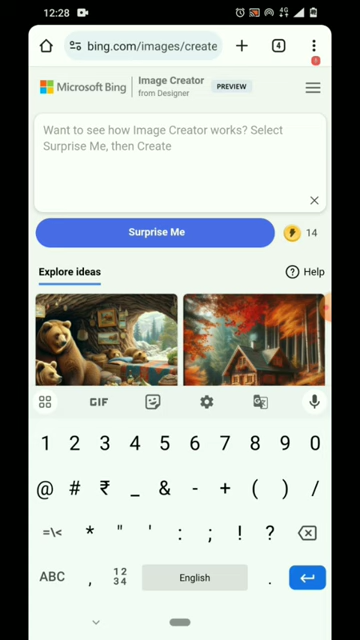 12:28
4G
bing.com/images/create
4
Microsoft Bing
Image Creator
from Designer
PREVIEW
Want to see how Image Creator works? Select
Surprise Me, then Create
Surprise Me
14
Explore ideas
? Help
GIF
1 2 3 4 5 6 7 8 9 0
@ # ₹ _ & - + ( ) /
=\< * " ' : ; ! ?
ABC , 12 34 English .